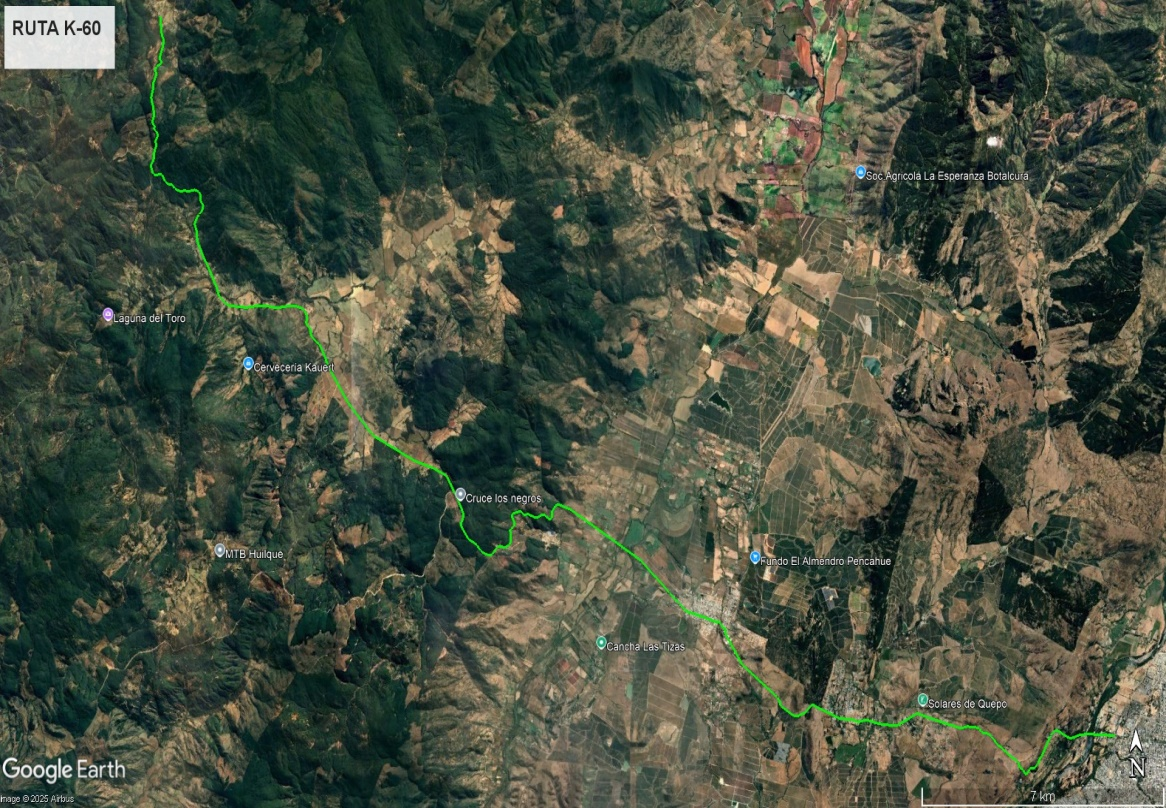 RUTA K-60
Soc Agricola La Esperanza Botalcura
Laguna del Toro
Cerveceria Kauert
Cruce los negros
MTB Huilque
Fundo El Almendro Pencahue
Cancha Las Tizas
Solares de Quepo
N
7 km
Google Earth
Image © 2025 Airbus